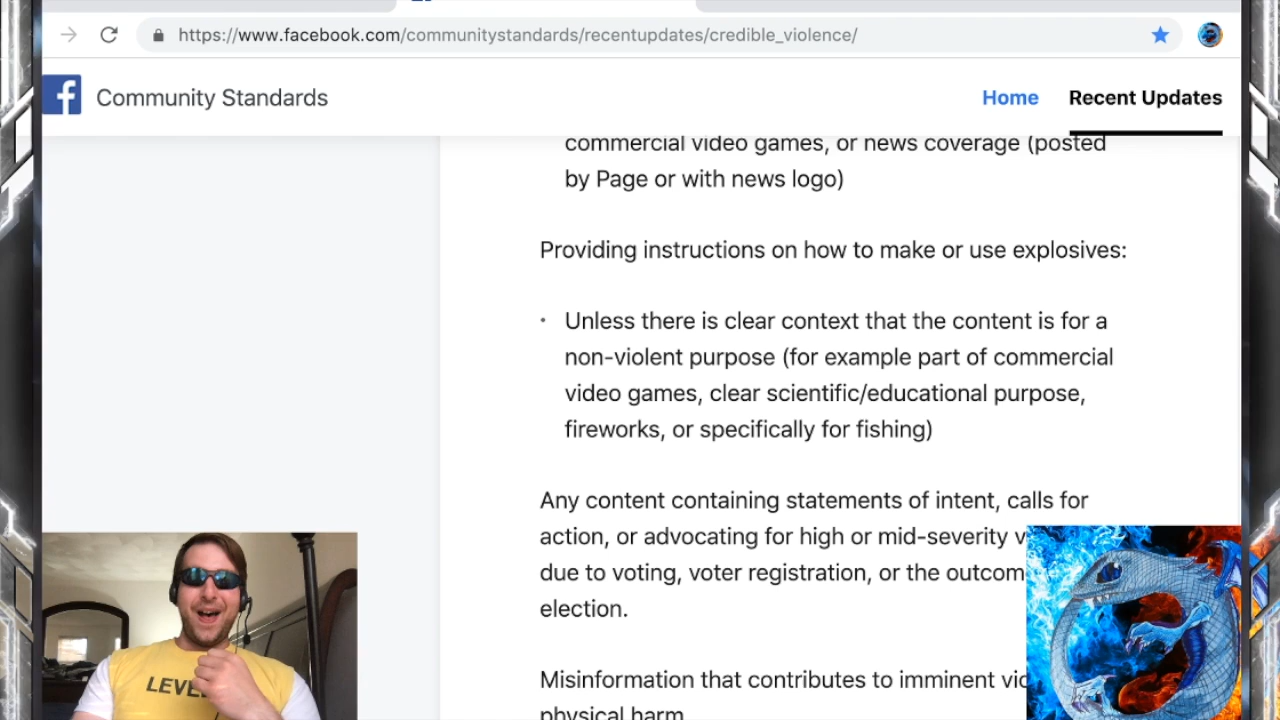 https://www.facebook.com/communitystandards/recentupdates/credible_violence/
Community Standards
Home
Recent Updates
commercial video games, or news coverage (posted
by Page or with news logo)
Providing instructions on how to make or use explosives:
• Unless there is clear context that the content is for a
non-violent purpose (for example part of commercial
video games, clear scientific/educational purpose,
fireworks, or specifically for fishing)
Any content containing statements of intent, calls for
action, or advocating for high or mid-severity
due to voting, voter registration, or the
election.
Misinformation that contributes to imminent
physical harm